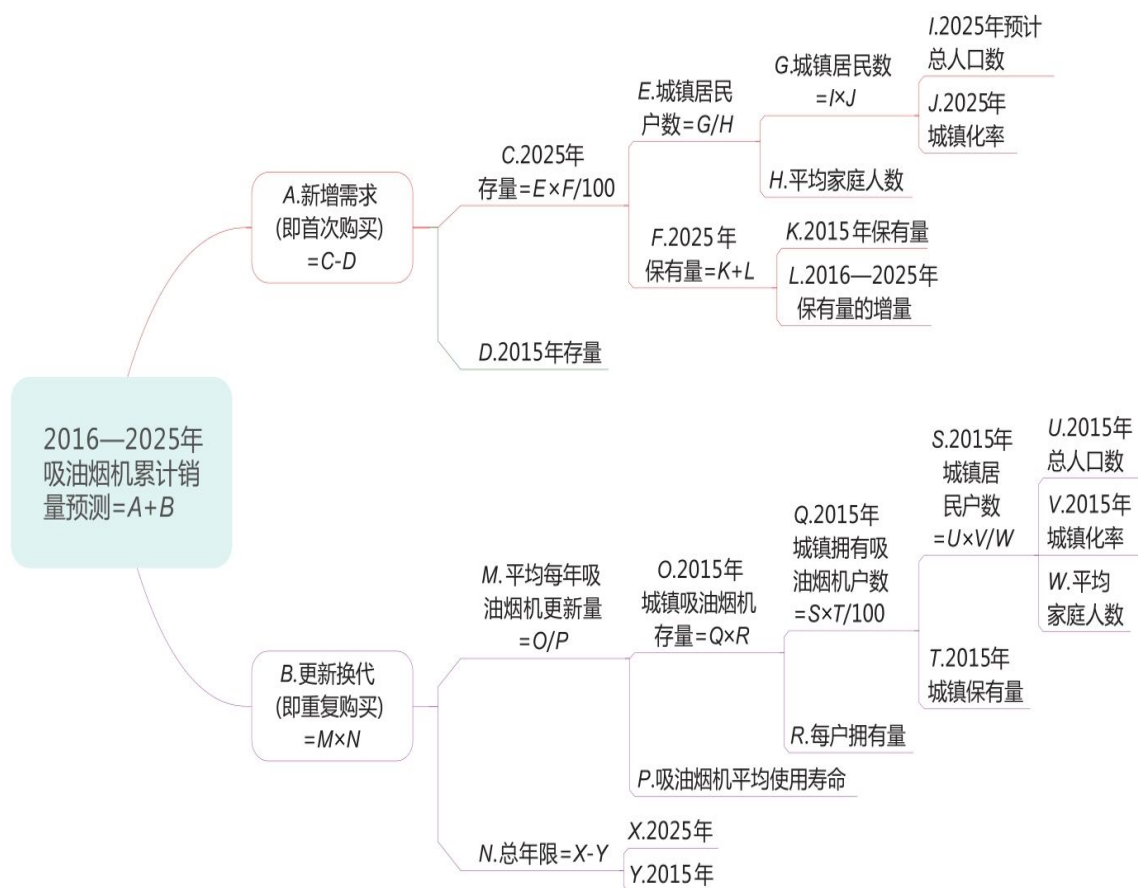 2016—2025年
吸油烟机累计销
量预测=A+B
A.新增需求
(即首次购买)
=C-D
C.2025年
存量=E×F/100
E.城镇居民
户数=G/H
G.城镇居民数
=I×J
I.2025年预计
总人口数
J.2025年
城镇化率
H.平均家庭人数
F.2025年
保有量=K+L
K.2015年保有量
L.2016—2025年
保有量的增量
D.2015年存量
B.更新换代
(即重复购买)
=M×N
M.平均每年吸
油烟机更新量
=O/P
O.2015年
城镇吸油烟机
存量=Q×R
Q.2015年
城镇拥有吸
油烟机户数
=S×T/100
S.2015年
城镇居
民户数
=U×V/W
U.2015年
总人口数
V.2015年
城镇化率
W.平均
家庭人数
T.2015年
城镇保有量
R.每户拥有量
P.吸油烟机平均使用寿命
N.总年限=X-Y
X.2025年
Y.2015年